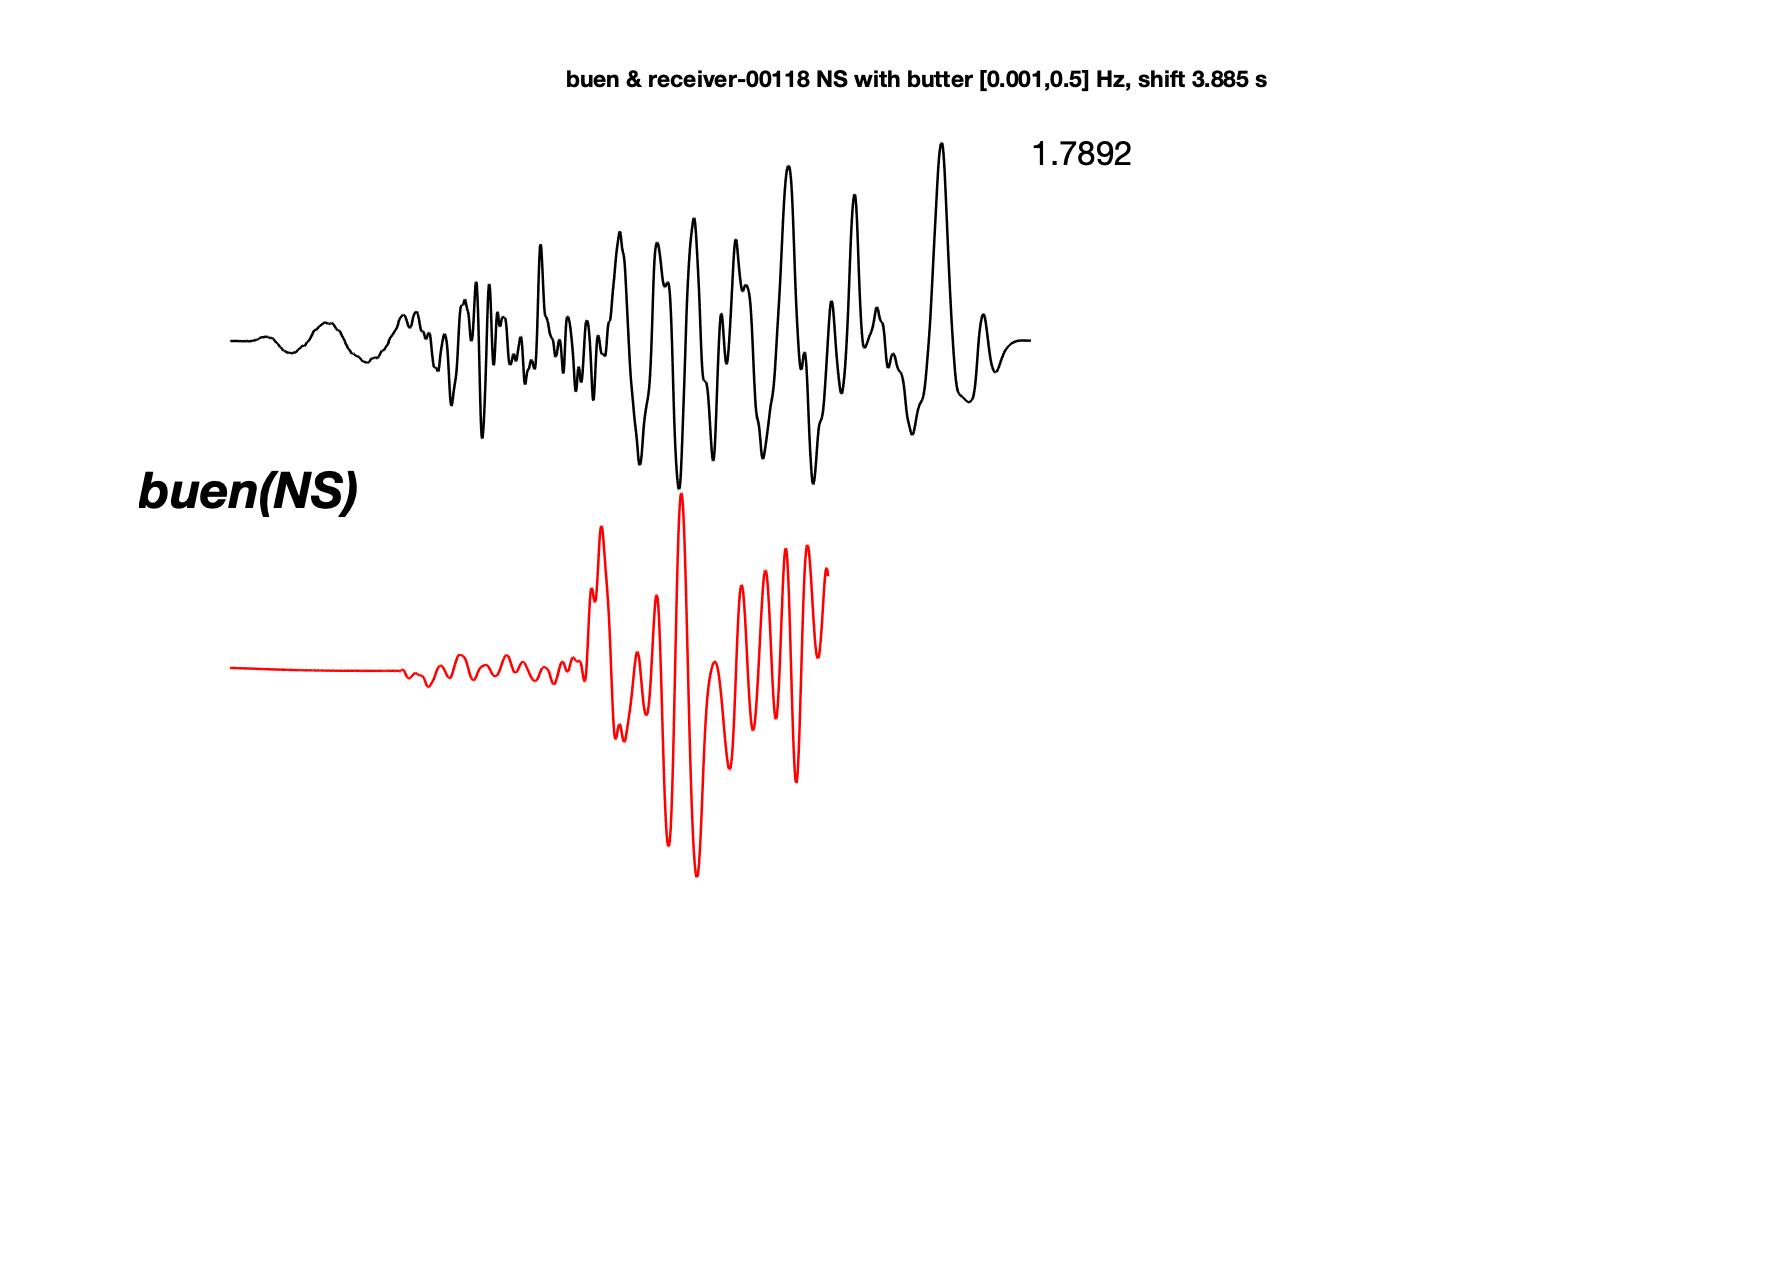 buen & receiver-00118 NS with butter [0.001,0.5] Hz, shift 3.885 s
1.7892
buen(NS)